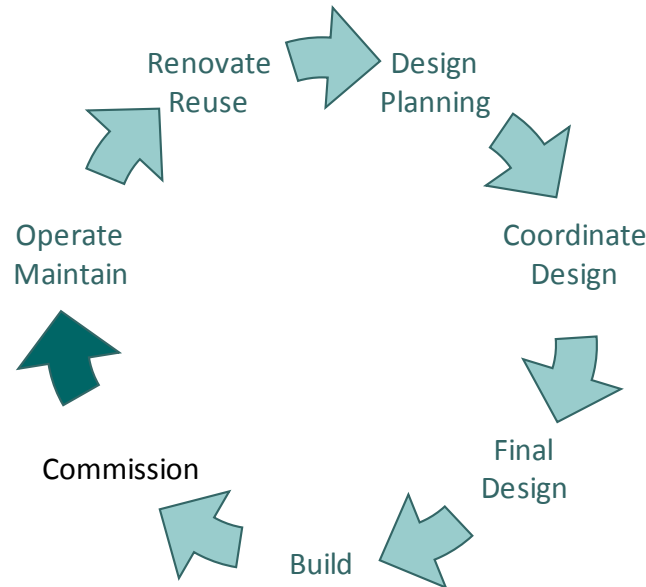 Renovate
Reuse
Design
Planning
Coordinate
Design
Final
Design
Build
Commission
Operate
Maintain